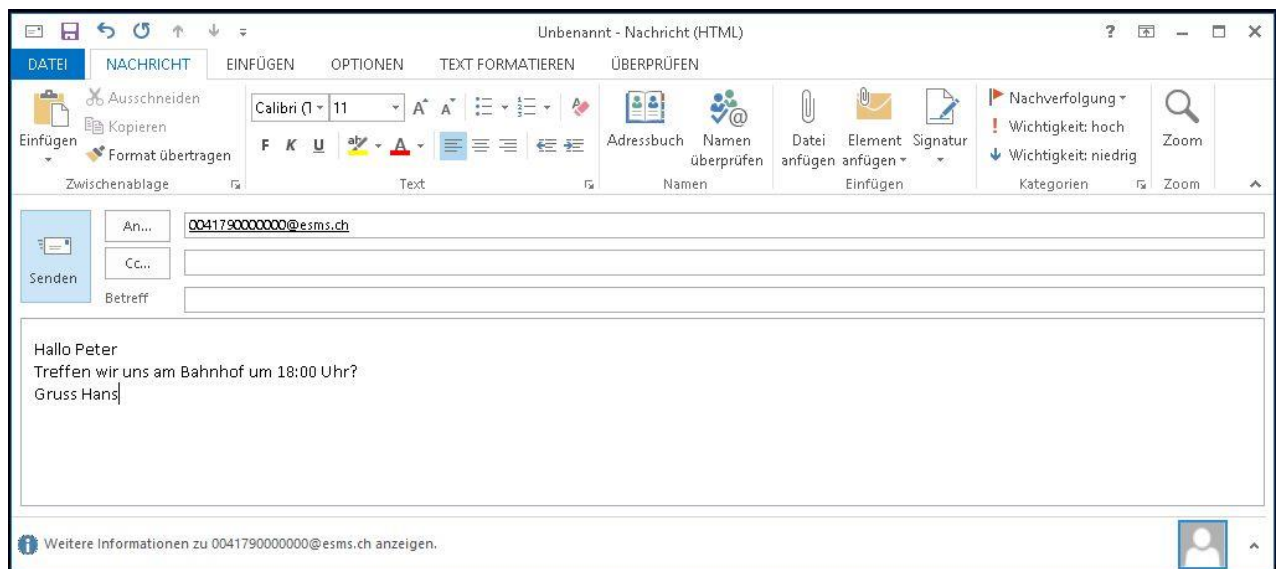 Unbenannt - Nachricht (HTML)
?
DATEI NACHRICHT EINFÜGEN OPTIONEN TEXT FORMATIEREN ÜBERPRÜFEN
Einfügen
Ausschneiden
Kopieren
Format übertragen
Zwischenablage
Calibri (T 11
F K U
Text
Adressbuch
Namen überprüfen
Namen
Datei anfügen
Element anfügen
Signatur
Einfügen
Nachverfolgung
Wichtigkeit: hoch
Wichtigkeit: niedrig
Kategorien
Zoom
Zoom
Senden
An... 0041790000000@esms.ch
Cc...
Betreff
Hallo Peter
Treffen wir uns am Bahnhof um 18:00 Uhr?
Gruss Hans
Weitere Informationen zu 0041790000000@esms.ch anzeigen.